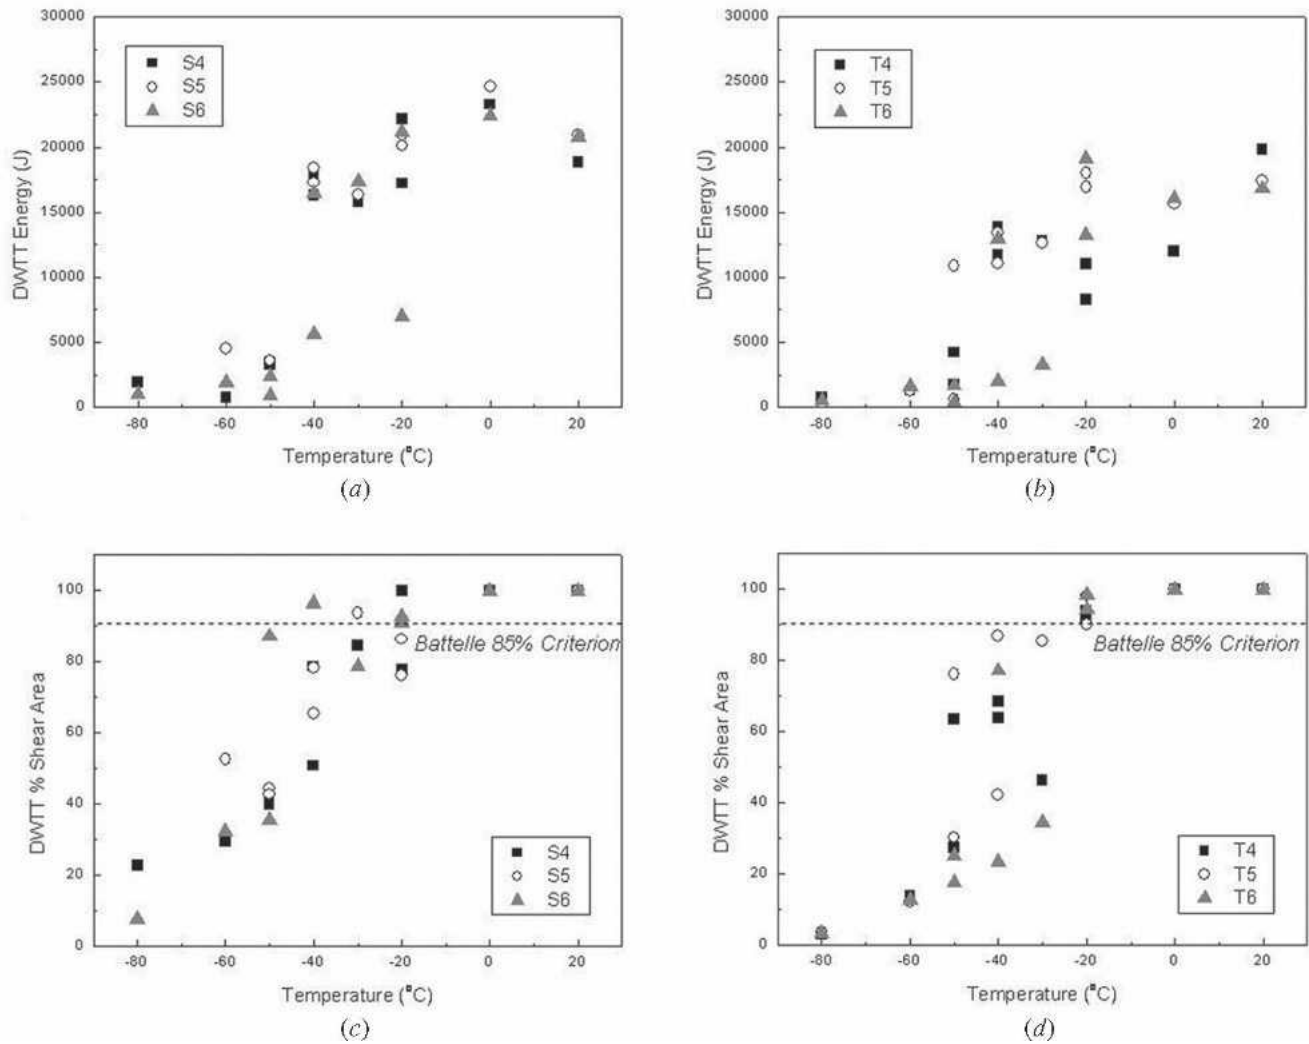 30000
25000
20000
15000
10000
5000
0
DWTT Energy (J)
S4
S5
S6
-80 -60 -40 -20 0 20
Temperature (°C)
(a)
30000
25000
20000
15000
10000
5000
0
DWTT Energy (J)
T4
T5
T6
-80 -60 -40 -20 0 20
Temperature (°C)
(b)
100
80
60
40
20
0
DWTT % Shear Area
Battelle 85% Criterion
S4
S5
S6
-80 -60 -40 -20 0 20
Temperature (°C)
(c)
100
80
60
40
20
0
DWTT % Shear Area
Battelle 85% Criterion
T4
T5
T6
-80 -60 -40 -20 0 20
Temperature (°C)
(d)